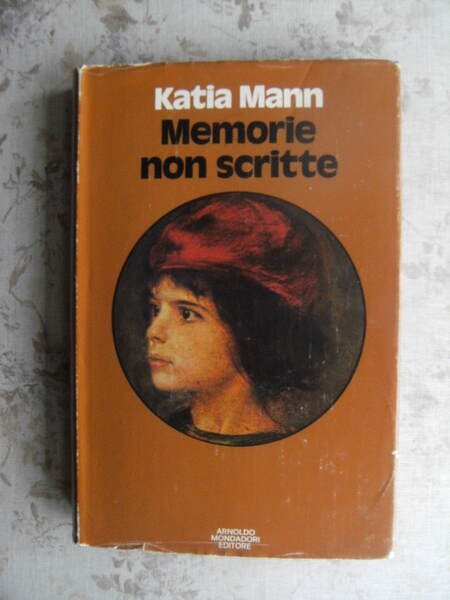 Katia Mann
Memorie
non scritte
ARNOLDO
MONDADORI
EDITORE